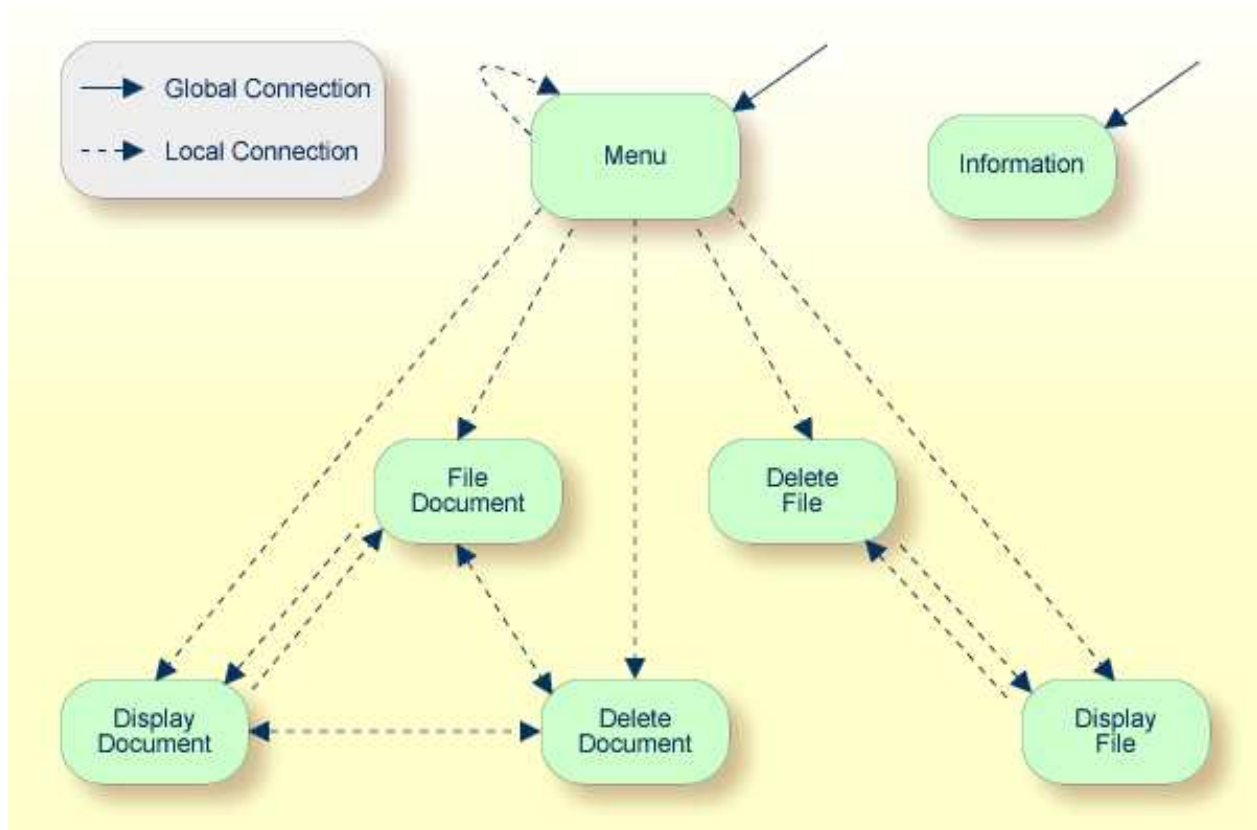 Global Connection
Local Connection
Menu
Information
File
Document
Delete
File
Display
Document
Delete
Document
Display
File